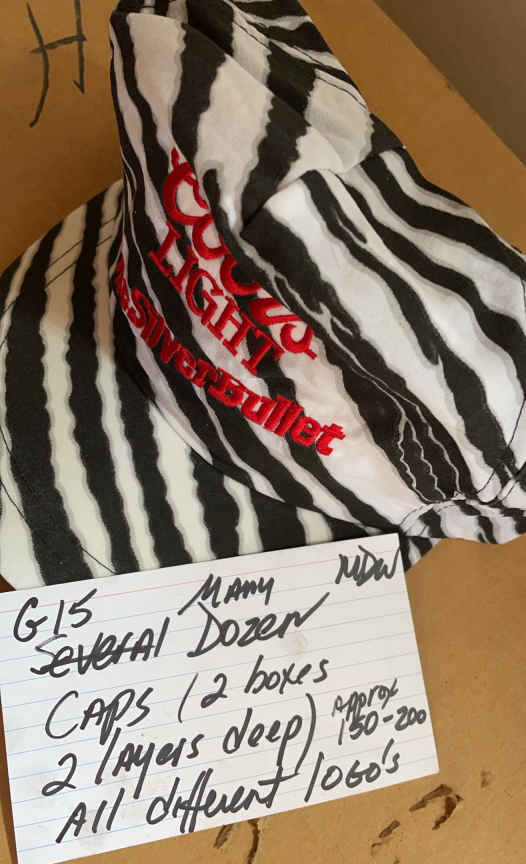 H
Coors
LIGHT
The Silver Bullet
G15 MANY MDW
Several DOZEN
CAPS (2 boxes
2 layers deep) Approx 150-200
All different logo's